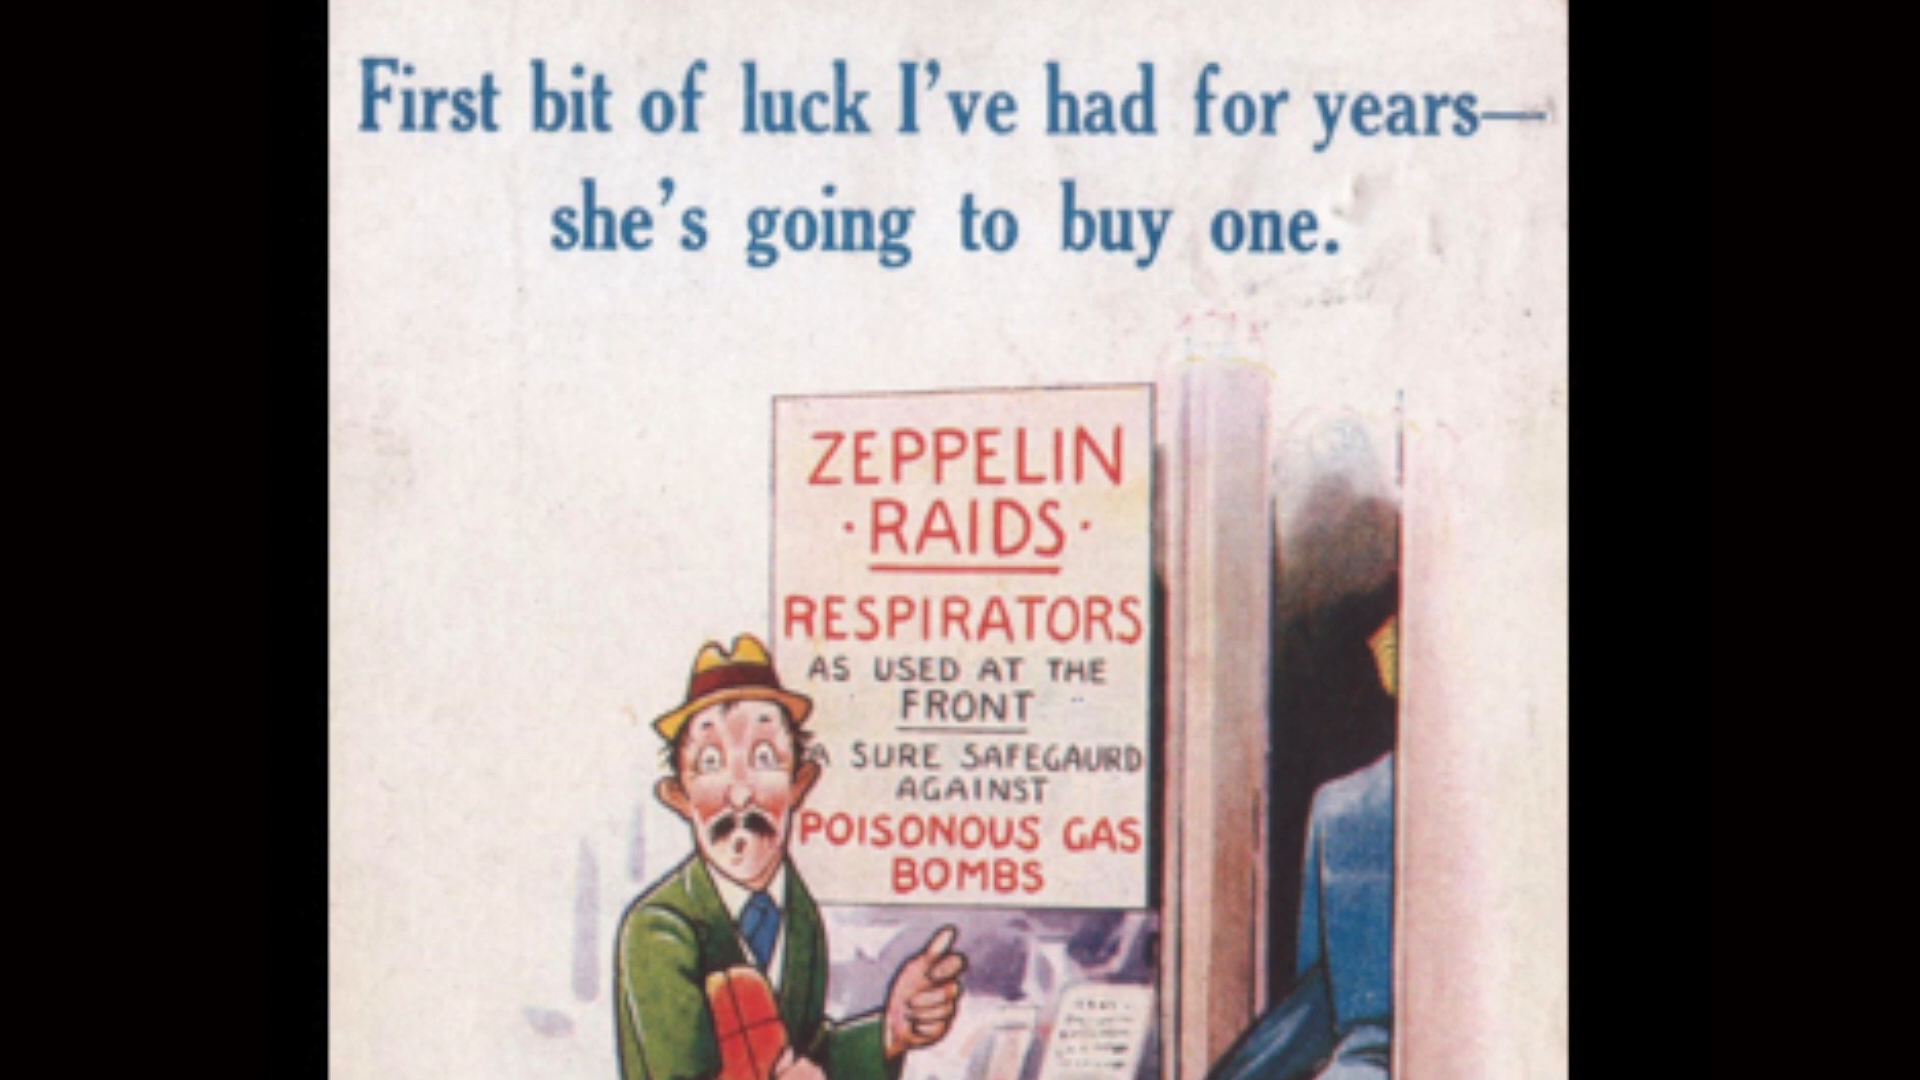 First bit of luck I've had for years—
she's going to buy one.
ZEPPELIN
·RAIDS·
RESPIRATORS
AS USED AT THE
FRONT
A SURE SAFEGAURD
AGAINST
POISONOUS GAS
BOMBS